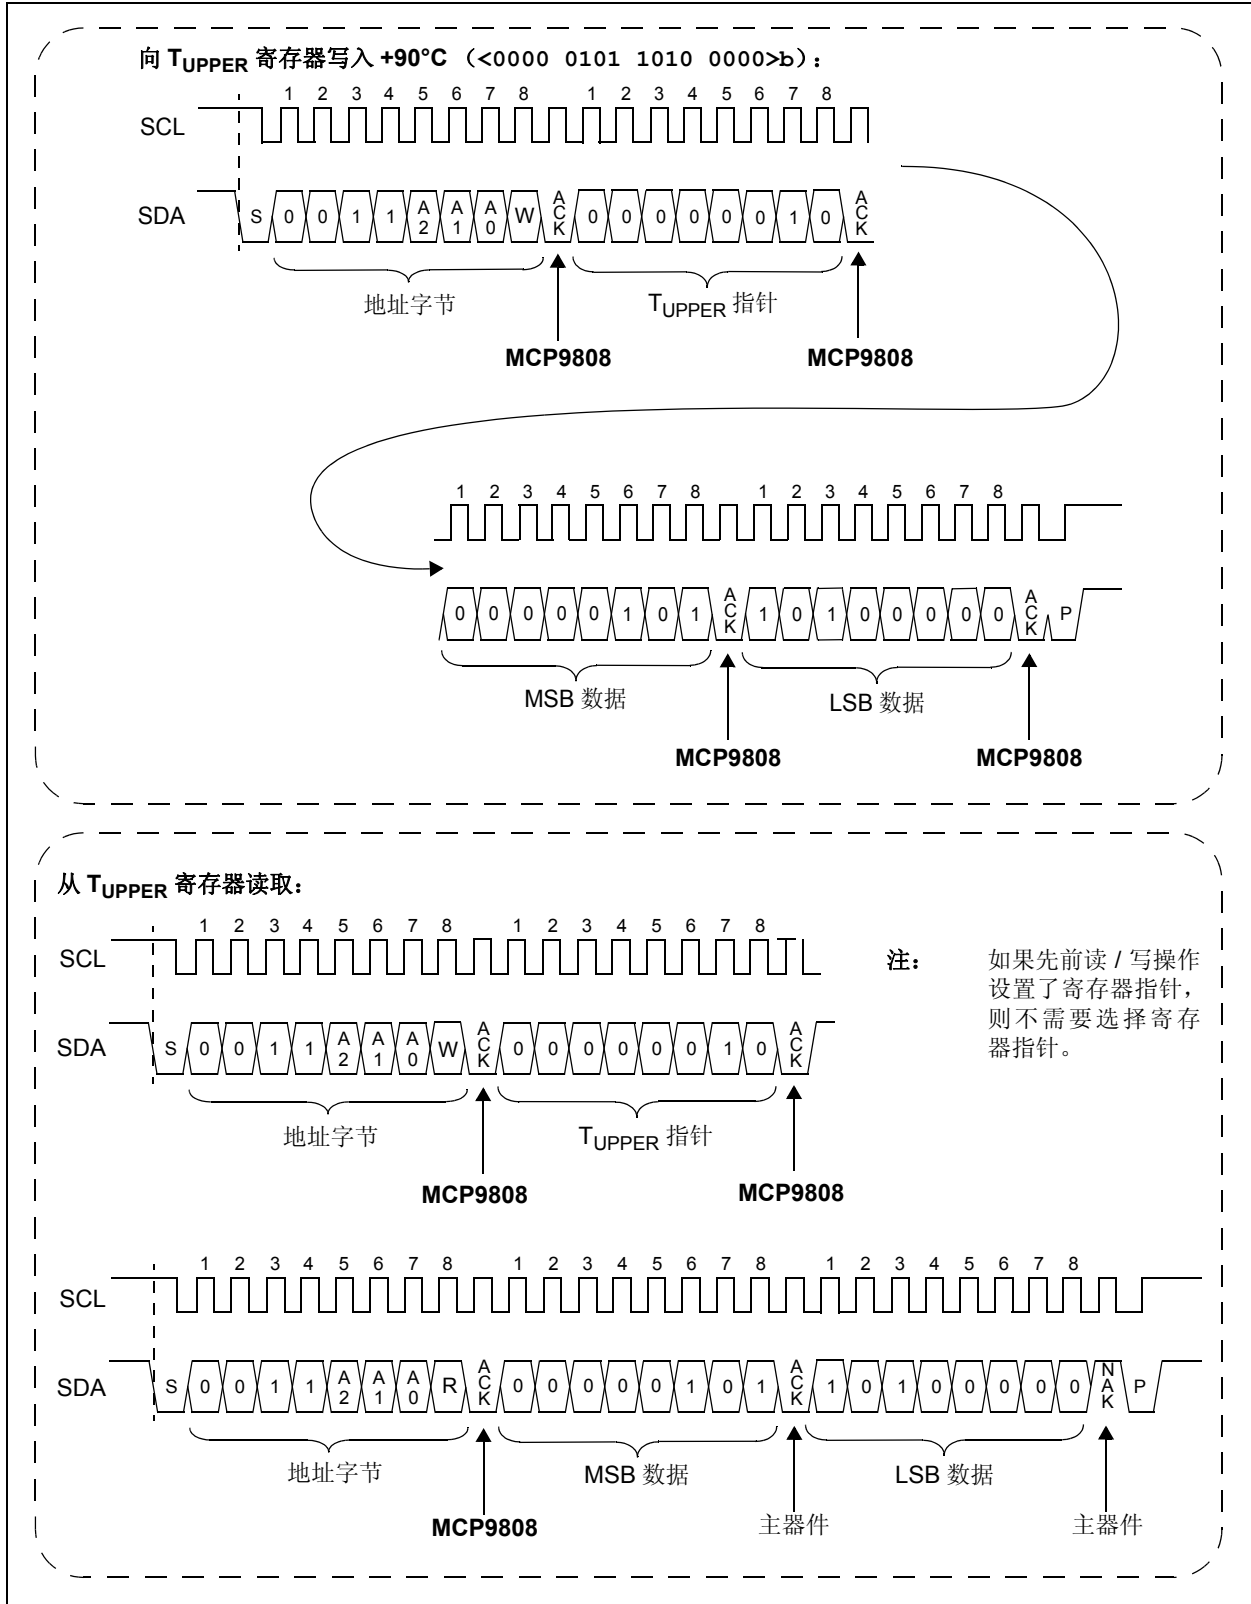 向 TUPPER 寄存器写入 +90°C （<0000 0101 1010 0000>b）：
1 2 3 4 5 6 7 8 1 2 3 4 5 6 7 8
SCL
SDA S 0 0 1 1 A2 A1 A0 W ACK 0 0 0 0 0 0 1 0 ACK
地址字节 TUPPER 指针
MCP9808 MCP9808
1 2 3 4 5 6 7 8 1 2 3 4 5 6 7 8
0 0 0 0 0 1 0 1 ACK 1 0 1 0 0 0 0 0 ACK P
MSB 数据 LSB 数据
MCP9808 MCP9808
从 TUPPER 寄存器读取：
1 2 3 4 5 6 7 8 1 2 3 4 5 6 7 8
SCL
SDA S 0 0 1 1 A2 A1 A0 W ACK 0 0 0 0 0 0 1 0 ACK
地址字节 TUPPER 指针
MCP9808 MCP9808
注： 如果先前读 / 写操作
设置了寄存器指针，
则不需要选择寄存
器指针。
1 2 3 4 5 6 7 8 1 2 3 4 5 6 7 8 1 2 3 4 5 6 7 8
SCL
SDA S 0 0 1 1 A2 A1 A0 R ACK 0 0 0 0 0 1 0 1 ACK 1 0 1 0 0 0 0 0 NAK P
地址字节 MSB 数据 LSB 数据
MCP9808 主器件 主器件